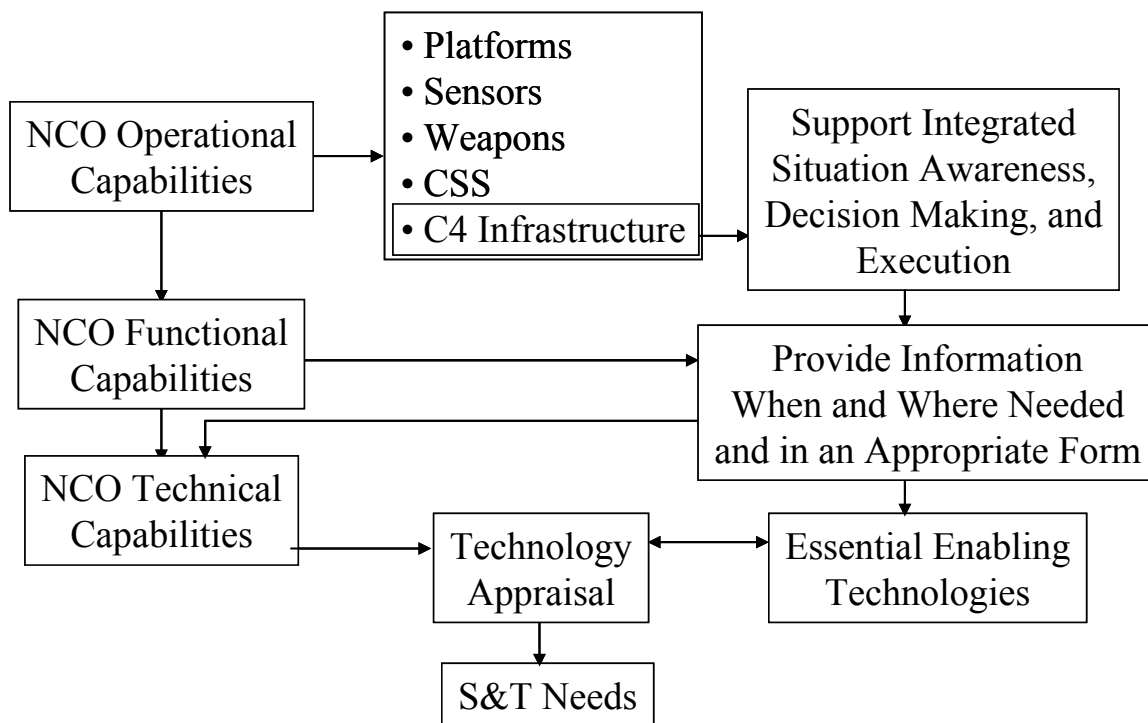 NCO Operational
Capabilities
• Platforms
• Sensors
• Weapons
• CSS
• C4 Infrastructure
Support Integrated
Situation Awareness,
Decision Making, and
Execution
NCO Functional
Capabilities
Provide Information
When and Where Needed
and in an Appropriate Form
NCO Technical
Capabilities
Technology
Appraisal
Essential Enabling
Technologies
S&T Needs